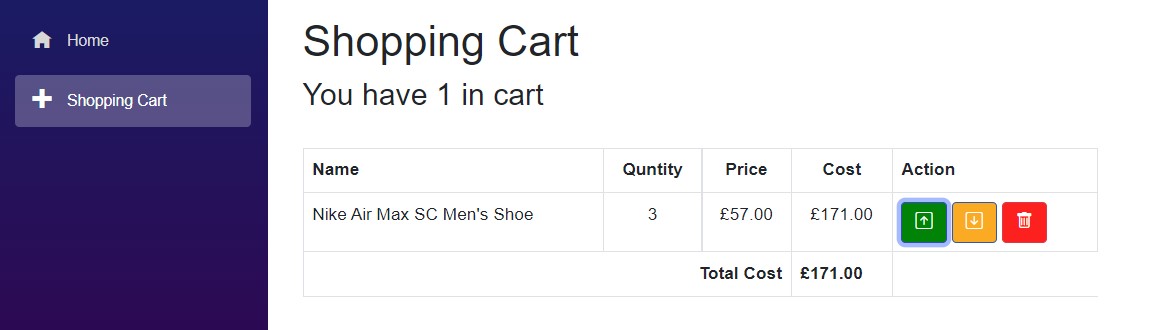 Home
Shopping Cart
Shopping Cart
You have 1 in cart
Name Quntity Price Cost Action
Nike Air Max SC Men's Shoe 3 £57.00 £171.00
Total Cost £171.00